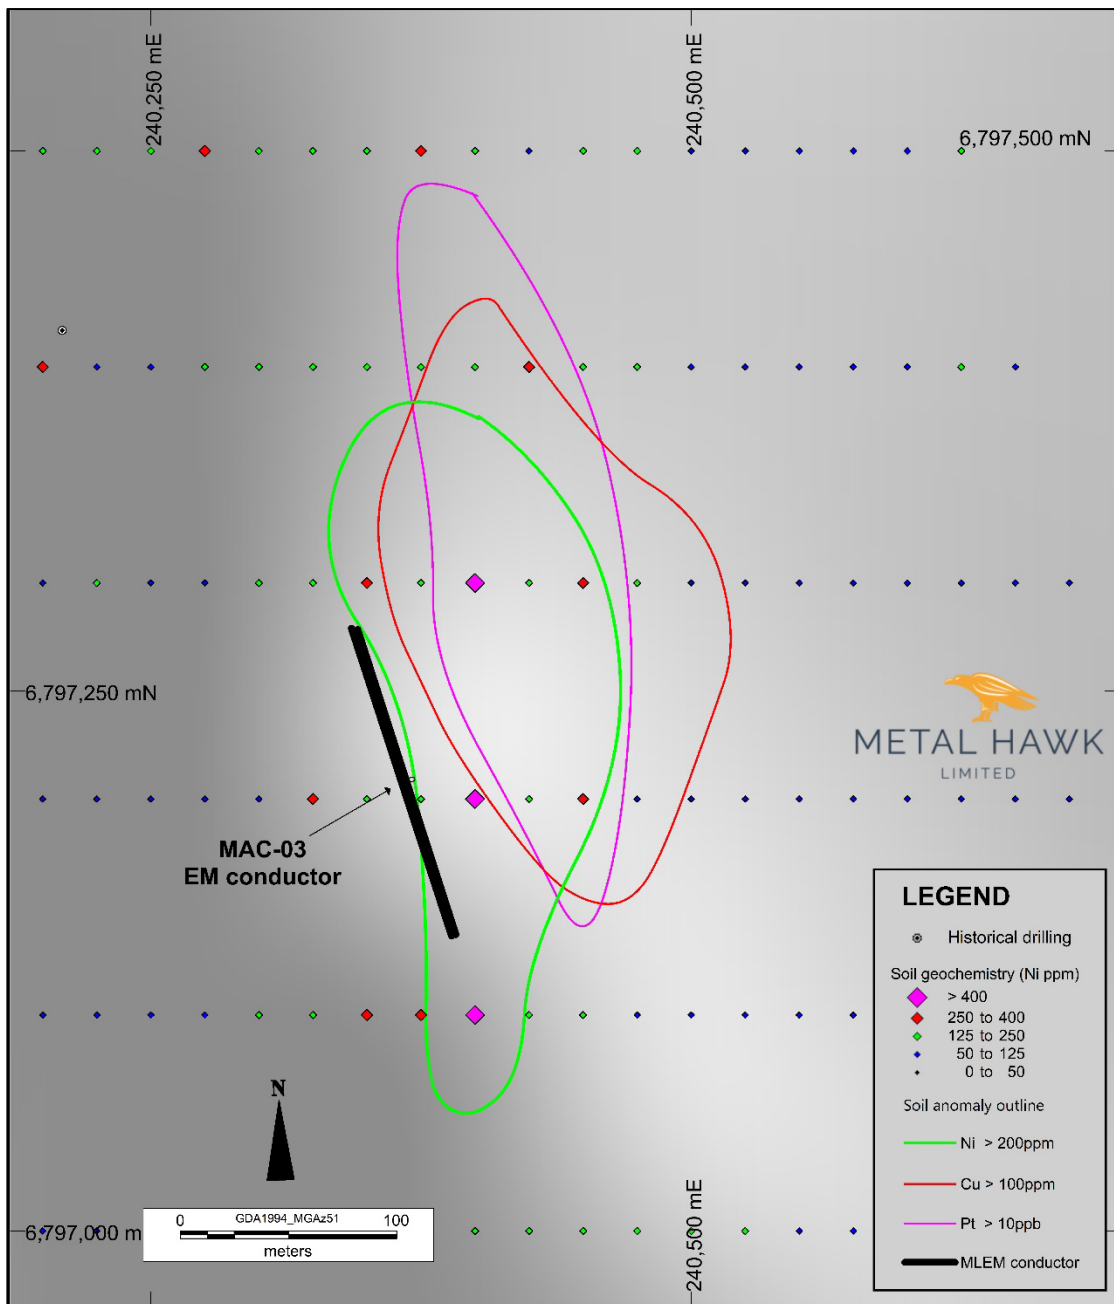 240,250 mE
240,500 mE
6,797,500 mN
6,797,250 mN
METAL HAWK
LIMITED
MAC-03
EM conductor
LEGEND
Historical drilling
Soil geochemistry (Ni ppm)
> 400
250 to 400
125 to 250
50 to 125
0 to 50
Soil anomaly outline
Ni > 200ppm
Cu > 100ppm
Pt > 10ppb
MLEM conductor
N
6,797,000 m
0 GDA1994_MGAz51 100
meters
240,500 mE